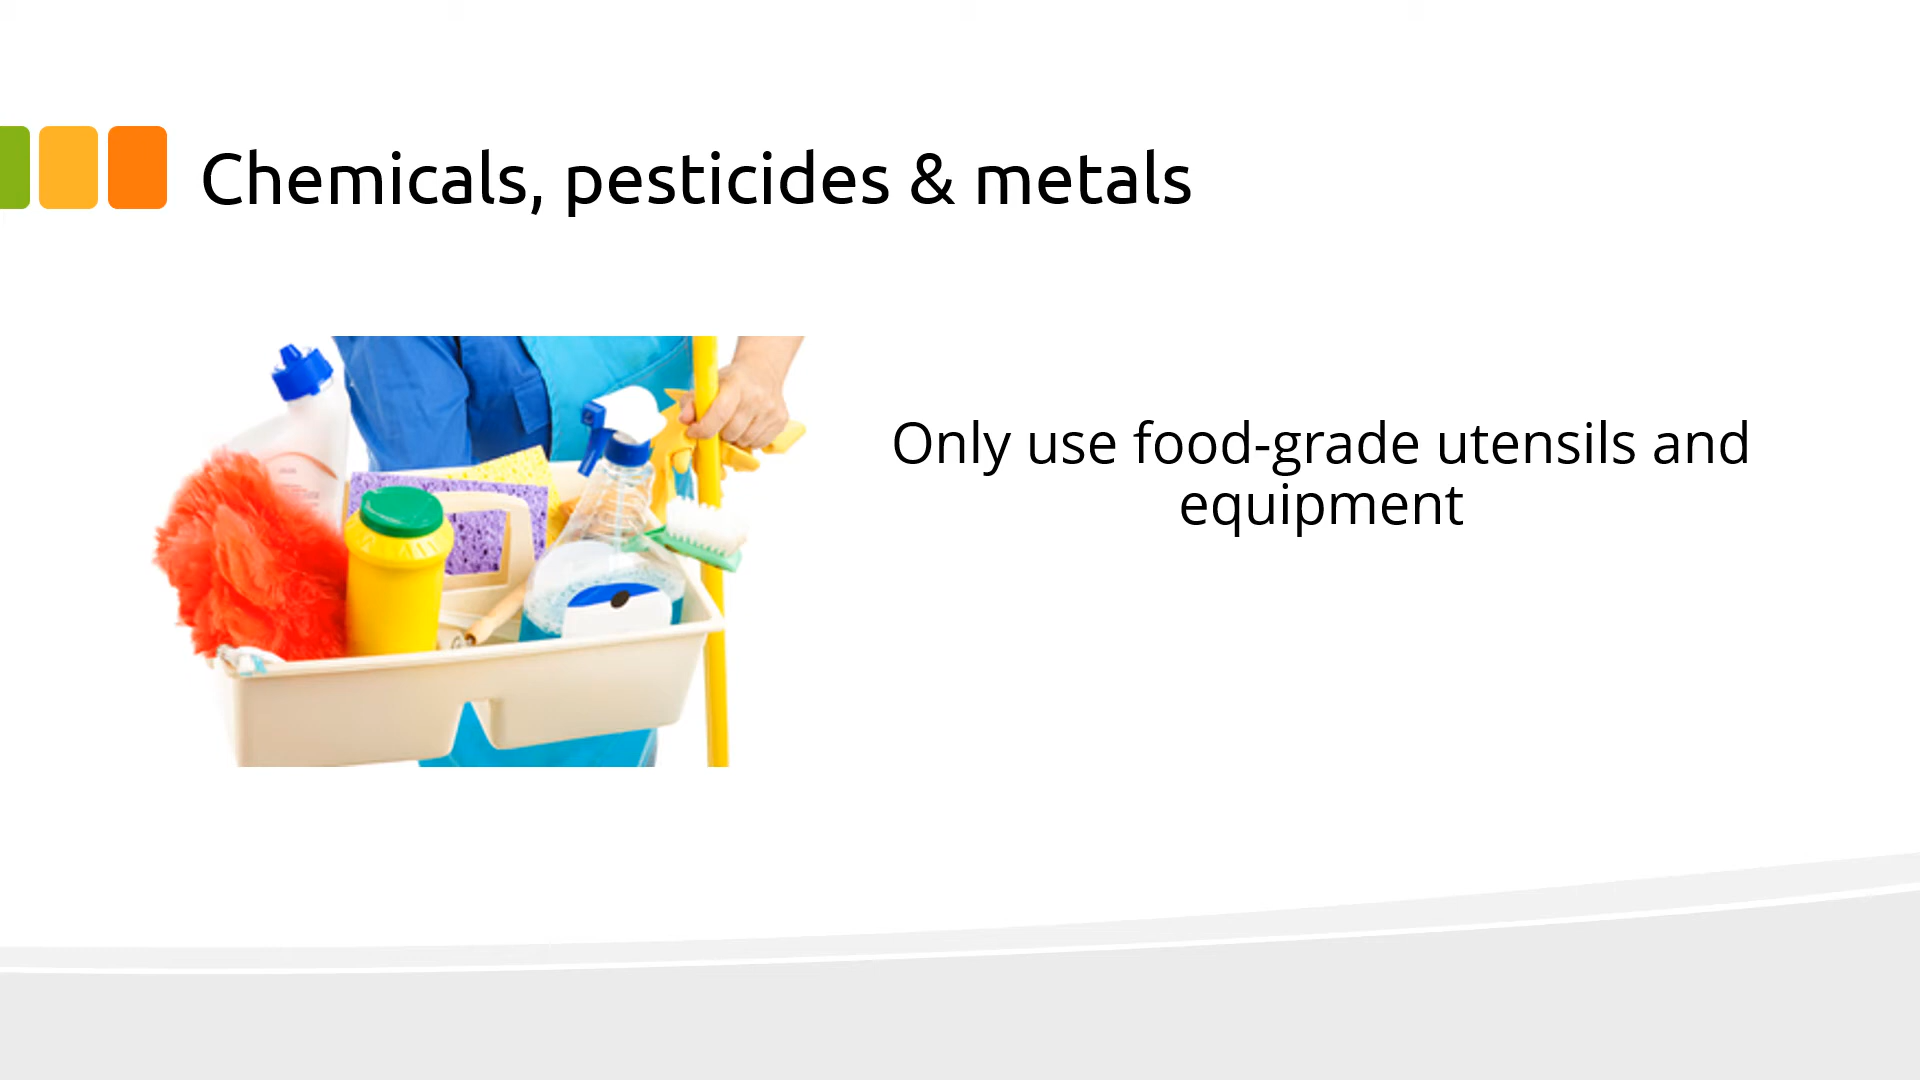 Chemicals, pesticides & metals
Only use food-grade utensils and
equipment